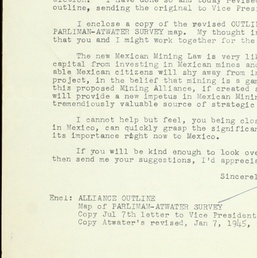 outline, sending the original to Vice Presi
I enclose a copy of the revised OUTLI
PARLIMAN-ATWATER SURVEY map. My thought i
that you and I might work together for the
The new Mexican Mining Law is very li
capital from investing in Mexican mines an
able Mexican citizens will shy away from i
project, in the belief that mining is a gam
this proposed Mining Alliance, if created a
will provide a new impetus in Mexican Minin
tremendously valuable source of strategic
I cannot help but feel, you being clos
in Mexico, can quickly grasp the significan
its importance right now to Mexico.
If you will be kind enough to look ove
then send me your suggestions, I'd apprecia
Sincerel
Encl: ALLIANCE OUTLINE
Map of PARLIMAN-ATWATER SURVEY
Copy Jul 7th letter to Vice President
Copy Atwater's revised, Jan 7, 1945,